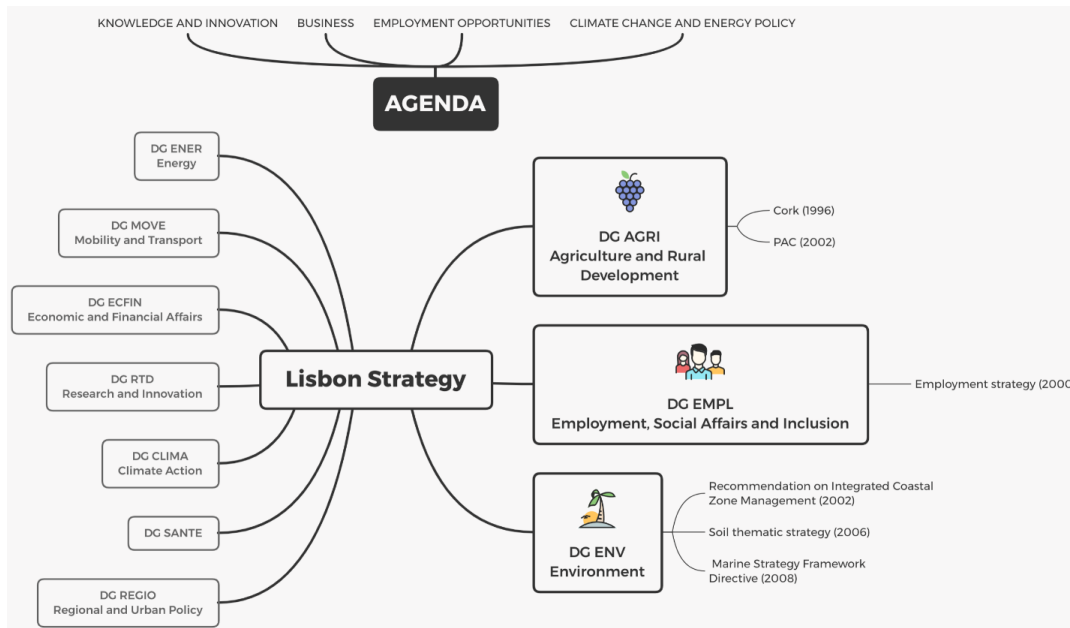 KNOWLEDGE AND INNOVATION
BUSINESS
EMPLOYMENT OPPORTUNITIES
CLIMATE CHANGE AND ENERGY POLICY
AGENDA
DG ENER
Energy
DG MOVE
Mobility and Transport
DG ECFIN
Economic and Financial Affairs
DG RTD
Research and Innovation
DG CLIMA
Climate Action
DG SANTE
DG REGIO
Regional and Urban Policy
Lisbon Strategy
DG AGRI
Agriculture and Rural
Development
Cork (1996)
PAC (2002)
DG EMPL
Employment, Social Affairs and Inclusion
Employment strategy (2000
DG ENV
Environment
Recommendation on Integrated Coastal
Zone Management (2002)
Soil thematic strategy (2006)
Marine Strategy Framework
Directive (2008)